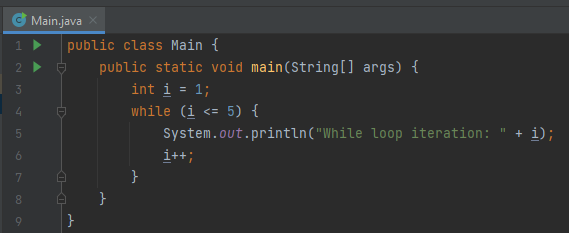 Main.java
1 public class Main {
2 public static void main(String[] args) {
3 int i = 1;
4 while (i <= 5) {
5 System.out.println("While loop iteration: " + i);
6 i++;
7 }
8 }
9 }